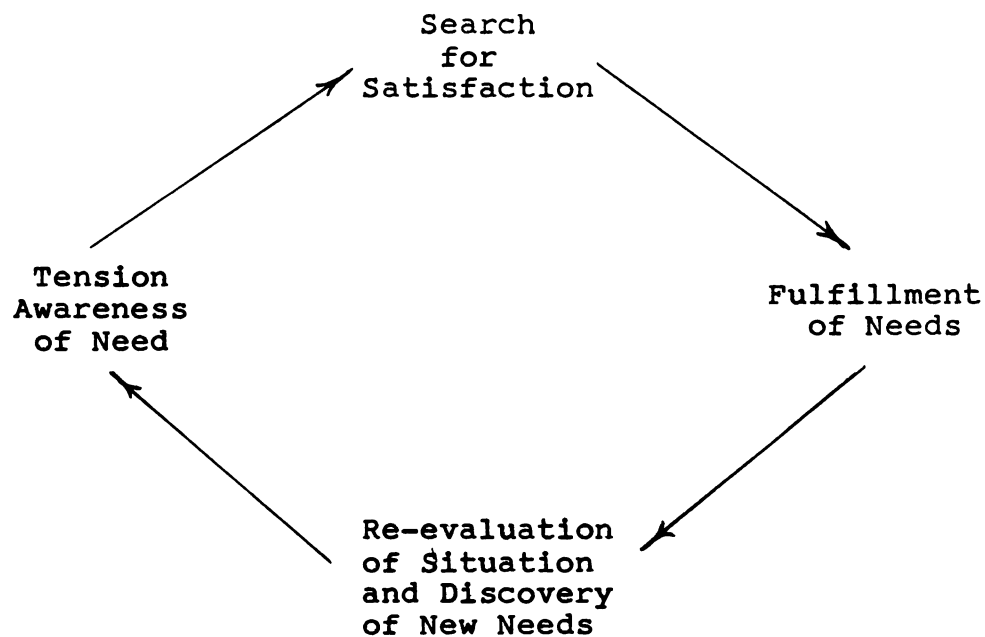 Search
for
Satisfaction
Tension
Awareness
of Need
Fulfillment
of Needs
Re-evaluation
of Situation
and Discovery
of New Needs